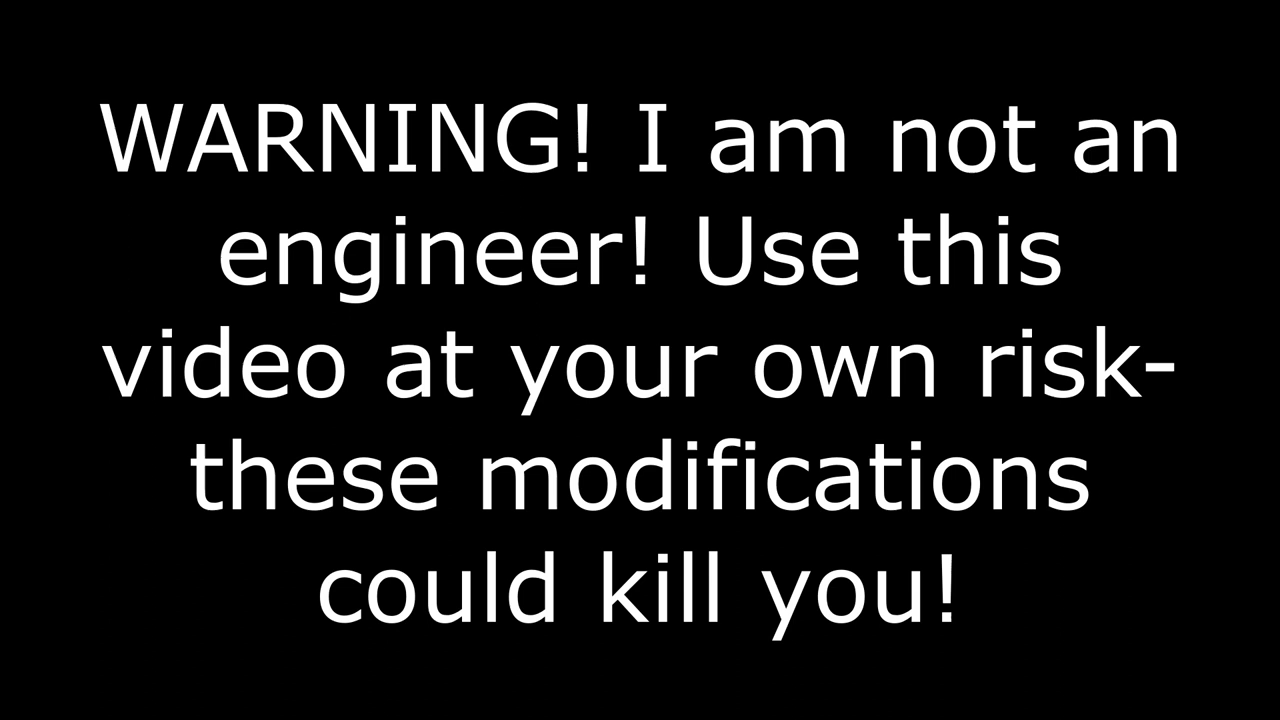 WARNING! I am not an
engineer! Use this
video at your own risk-
these modifications
could kill you!